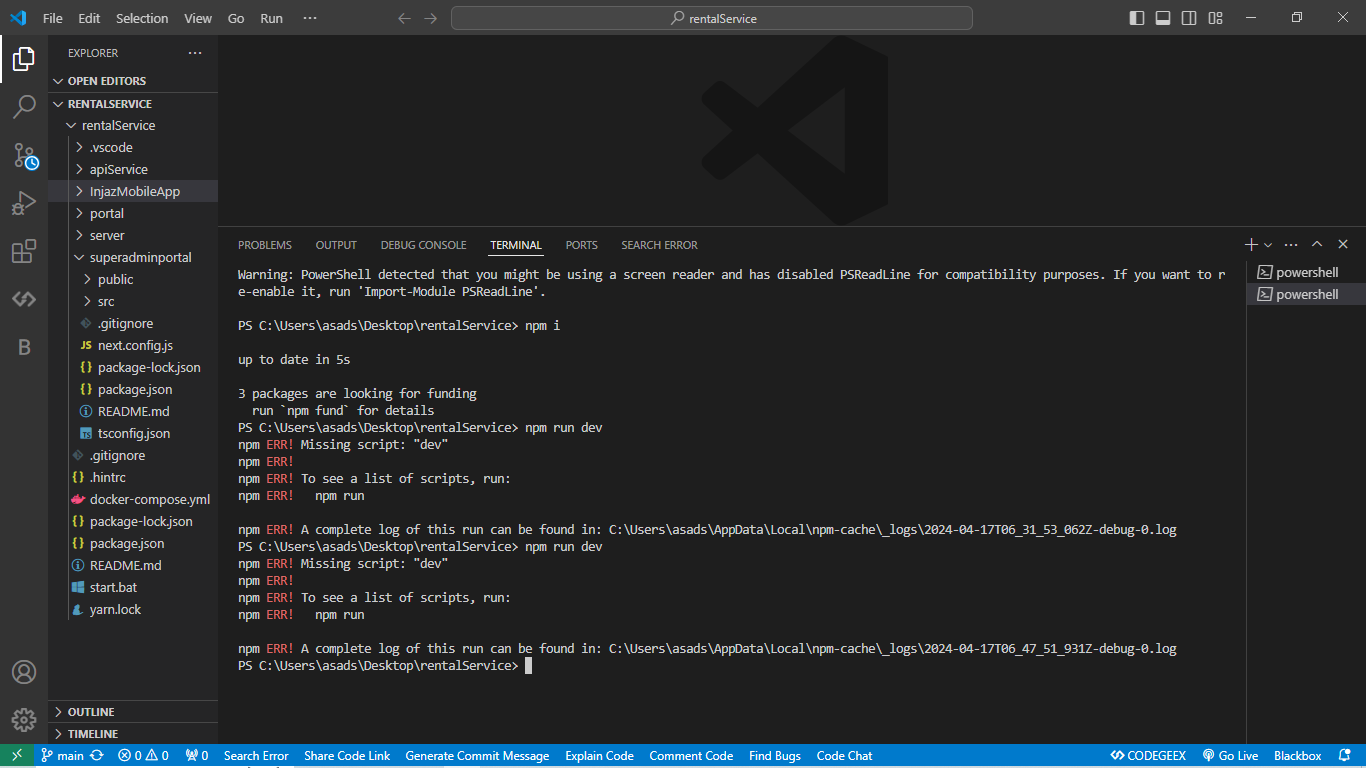 File Edit Selection View Go Run ···
rentalService
EXPLORER ···
OPEN EDITORS
RENTALSERVICE
rentalService
.vscode
apiService
InjazMobileApp
portal
server
superadminportal
public
src
.gitignore
JS next.config.js
{} package-lock.json
{} package.json
README.md
TS tsconfig.json
.gitignore
{} .hintrc
docker-compose.yml
{} package-lock.json
{} package.json
README.md
start.bat
yarn.lock
OUTLINE
TIMELINE
B
PROBLEMS OUTPUT DEBUG CONSOLE TERMINAL PORTS SEARCH ERROR
Warning: PowerShell detected that you might be using a screen reader and has disabled PSReadLine for compatibility purposes. If you want to r
e-enable it, run 'Import-Module PSReadLine'.
PS C:\Users\asads\Desktop\rentalService> npm i
up to date in 5s
3 packages are looking for funding
run `npm fund` for details
PS C:\Users\asads\Desktop\rentalService> npm run dev
npm ERR! Missing script: "dev"
npm ERR!
npm ERR! To see a list of scripts, run:
npm ERR! npm run
npm ERR! A complete log of this run can be found in: C:\Users\asads\AppData\Local\npm-cache\_logs\2024-04-17T06_31_53_062Z-debug-0.log
PS C:\Users\asads\Desktop\rentalService> npm run dev
npm ERR! Missing script: "dev"
npm ERR!
npm ERR! To see a list of scripts, run:
npm ERR! npm run
npm ERR! A complete log of this run can be found in: C:\Users\asads\AppData\Local\npm-cache\_logs\2024-04-17T06_47_51_931Z-debug-0.log
PS C:\Users\asads\Desktop\rentalService>
powershell
powershell
main 0 0 0 Search Error Share Code Link Generate Commit Message Explain Code Comment Code Find Bugs Code Chat CODEGEEX Go Live Blackbox